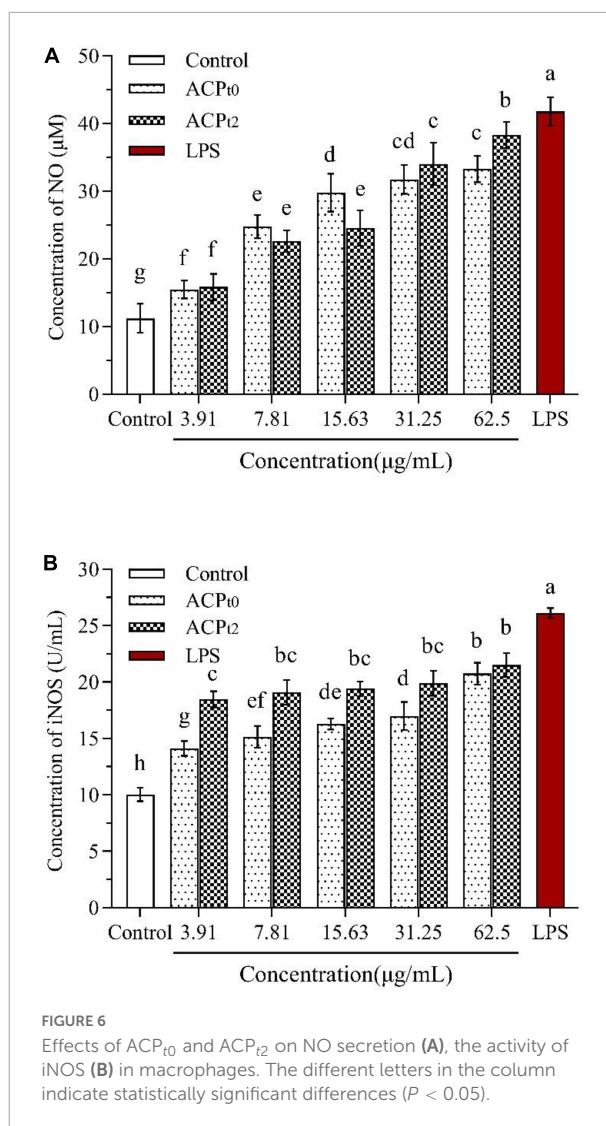 A
Control
ACPt0
ACPt2
LPS
Concentration of NO (μM)
50
40
30
20
10
0
g
f
f
e
e
d
e
cd
c
c
b
a
Control 3.91 7.81 15.63 31.25 62.5 LPS
Concentration(μg/mL)
B
Control
ACPt0
ACPt2
LPS
Concentration of iNOS (U/mL)
30
25
20
15
10
5
0
h
g
c
ef
bc
de
bc
d
bc
b
b
a
Control 3.91 7.81 15.63 31.25 62.5 LPS
Concentration(μg/mL)
FIGURE 6
Effects of ACPt0 and ACPt2 on NO secretion (A), the activity of
iNOS (B) in macrophages. The different letters in the column
indicate statistically significant differences (P < 0.05).